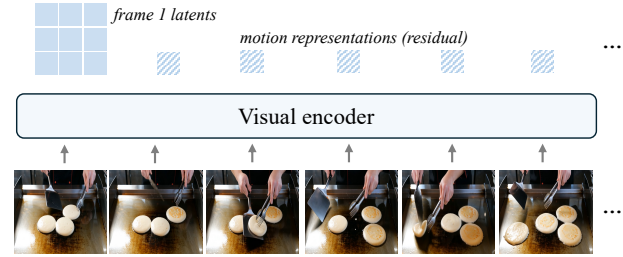 frame 1 latents
motion representations (residual)
...
Visual encoder
...